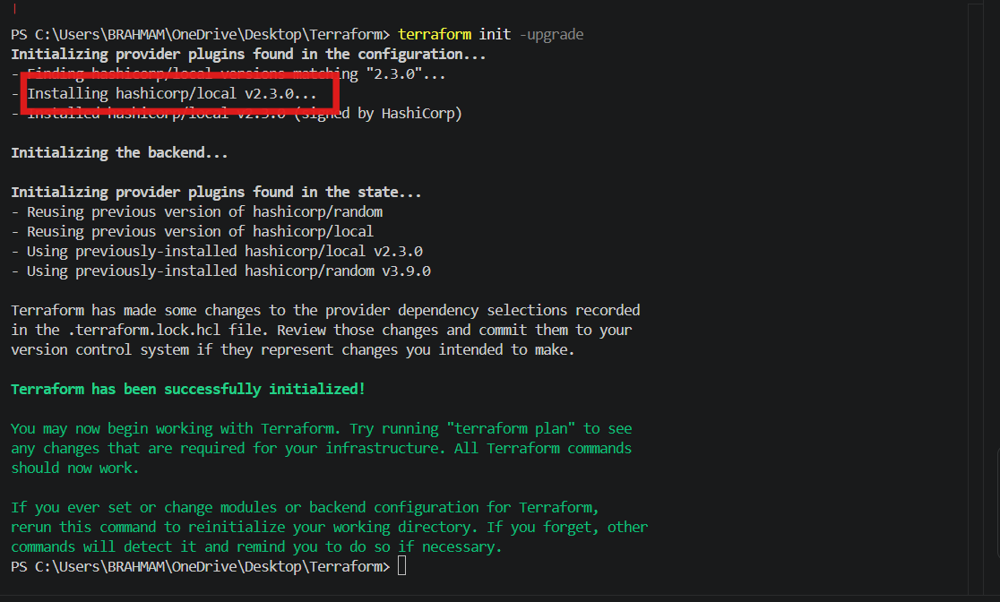 PS C:\Users\BRAHMAM\OneDrive\Desktop\Terraform> terraform init -upgrade
Initializing provider plugins found in the configuration...
- Finding hashicorp/local versions matching "2.3.0"...
- Installing hashicorp/local v2.3.0...
- Installed hashicorp/local v2.3.0 (signed by HashiCorp)
Initializing the backend...
Initializing provider plugins found in the state...
- Reusing previous version of hashicorp/random
- Reusing previous version of hashicorp/local
- Using previously-installed hashicorp/local v2.3.0
- Using previously-installed hashicorp/random v3.9.0
Terraform has made some changes to the provider dependency selections recorded
in the .terraform.lock.hcl file. Review those changes and commit them to your
version control system if they represent changes you intended to make.
Terraform has been successfully initialized!
You may now begin working with Terraform. Try running "terraform plan" to see
any changes that are required for your infrastructure. All Terraform commands
should now work.
If you ever set or change modules or backend configuration for Terraform,
rerun this command to reinitialize your working directory. If you forget, other
commands will detect it and remind you to do so if necessary.
PS C:\Users\BRAHMAM\OneDrive\Desktop\Terraform>